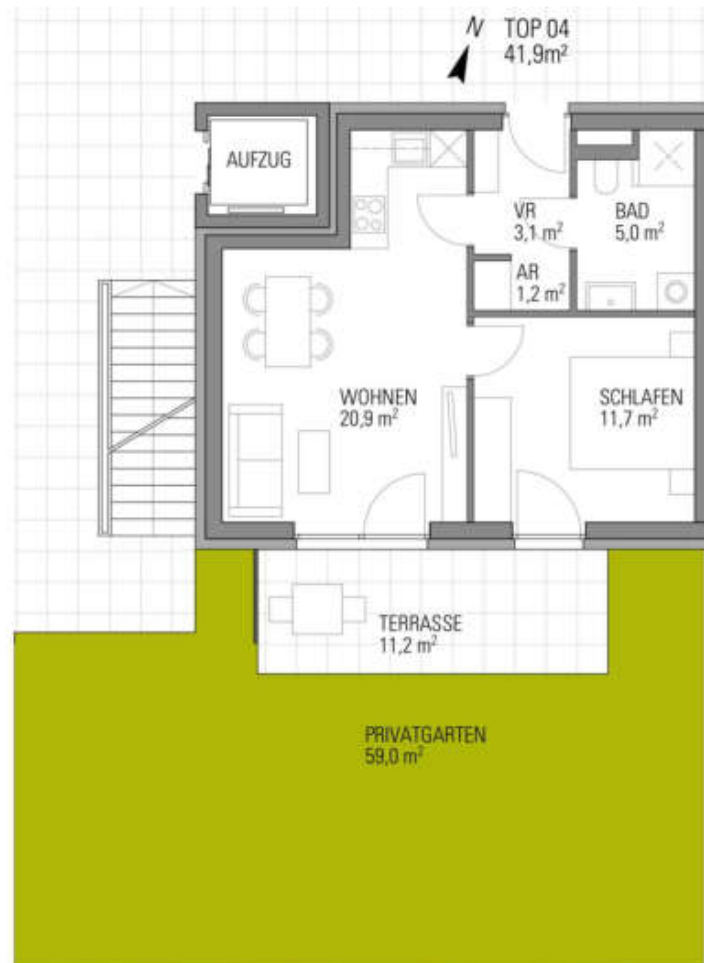 N
TOP 04
41,9m²
AUFZUG
VR
3,1 m²
BAD
5,0 m²
AR
1,2 m²
WOHNEN
20,9 m²
SCHLAFEN
11,7 m²
TERRASSE
11,2 m²
PRIVATGARTEN
59,0 m²